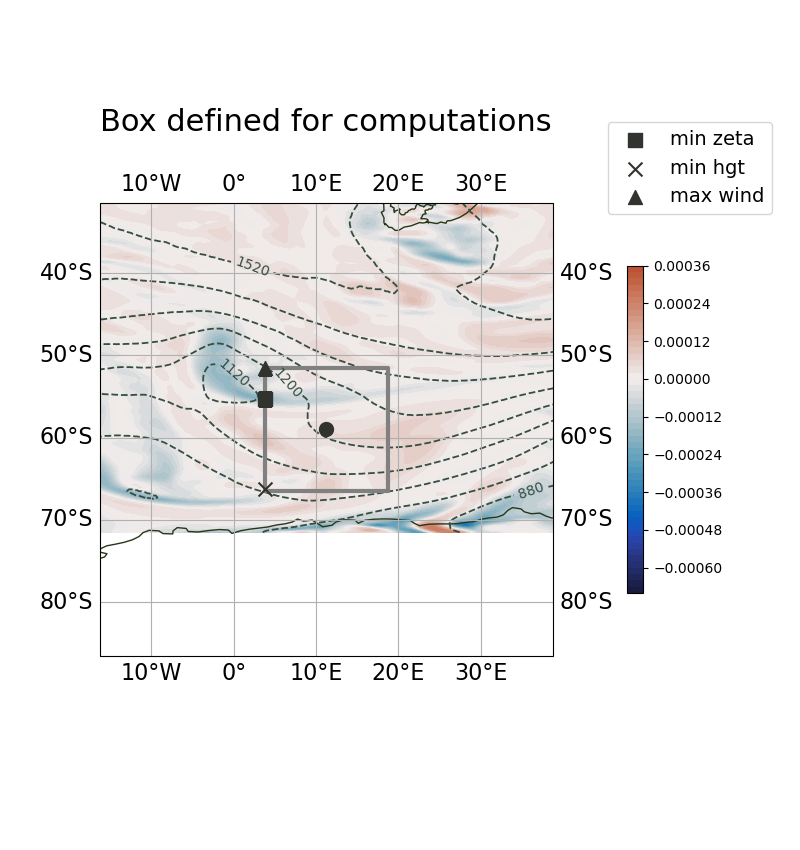 Box defined for computations
min zeta
min hgt
max wind
10°W 0° 10°E 20°E 30°E
40°S 40°S
50°S 50°S
60°S 60°S
70°S 70°S
80°S 80°S
10°W 0° 10°E 20°E 30°E
1520
1120
1200
880
0.00036
0.00024
0.00012
0.00000
−0.00012
−0.00024
−0.00036
−0.00048
−0.00060